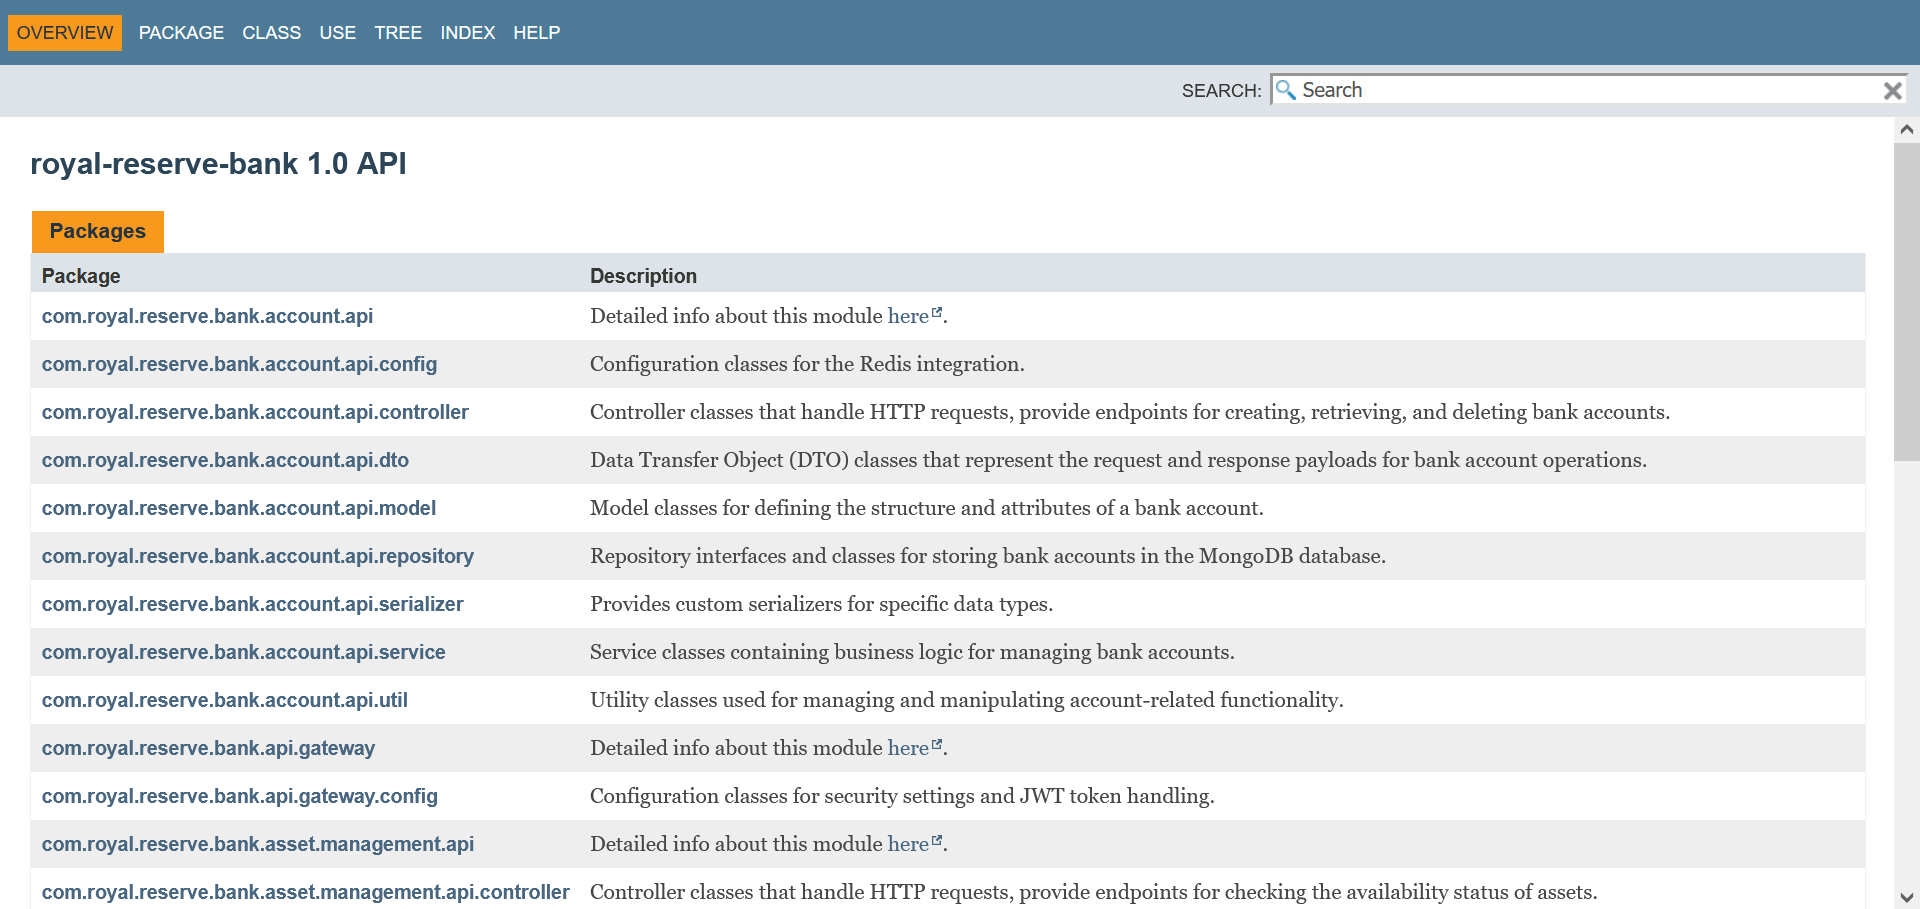 OVERVIEW PACKAGE CLASS USE TREE INDEX HELP
SEARCH: Search
royal-reserve-bank 1.0 API
Packages
Package Description
com.royal.reserve.bank.account.api Detailed info about this module here.
com.royal.reserve.bank.account.api.config Configuration classes for the Redis integration.
com.royal.reserve.bank.account.api.controller Controller classes that handle HTTP requests, provide endpoints for creating, retrieving, and deleting bank accounts.
com.royal.reserve.bank.account.api.dto Data Transfer Object (DTO) classes that represent the request and response payloads for bank account operations.
com.royal.reserve.bank.account.api.model Model classes for defining the structure and attributes of a bank account.
com.royal.reserve.bank.account.api.repository Repository interfaces and classes for storing bank accounts in the MongoDB database.
com.royal.reserve.bank.account.api.serializer Provides custom serializers for specific data types.
com.royal.reserve.bank.account.api.service Service classes containing business logic for managing bank accounts.
com.royal.reserve.bank.account.api.util Utility classes used for managing and manipulating account-related functionality.
com.royal.reserve.bank.api.gateway Detailed info about this module here.
com.royal.reserve.bank.api.gateway.config Configuration classes for security settings and JWT token handling.
com.royal.reserve.bank.asset.management.api Detailed info about this module here.
com.royal.reserve.bank.asset.management.api.controller Controller classes that handle HTTP requests, provide endpoints for checking the availability status of assets.